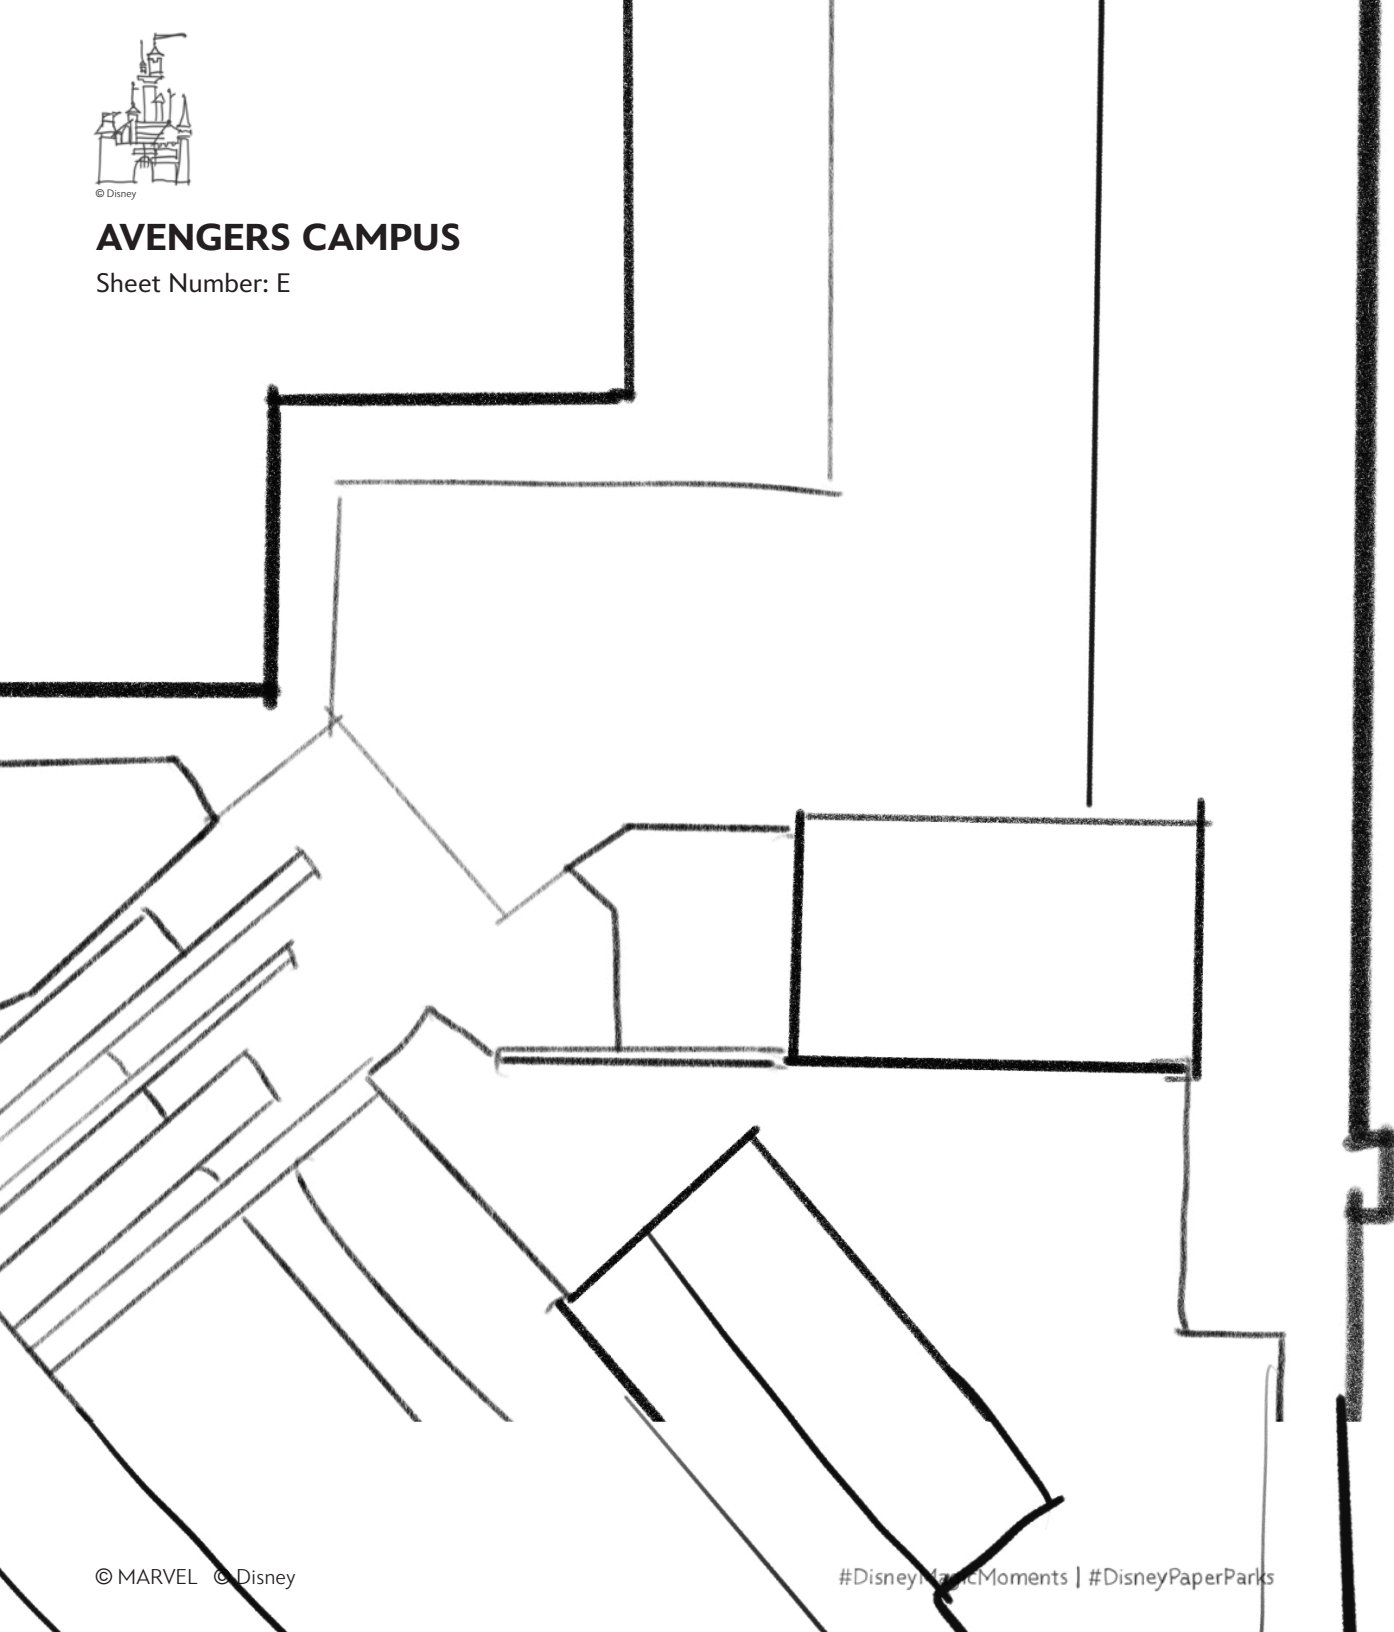 © Disney
AVENGERS CAMPUS
Sheet Number: E
© MARVEL © Disney
#DisneyMagicMoments | #DisneyPaperParks